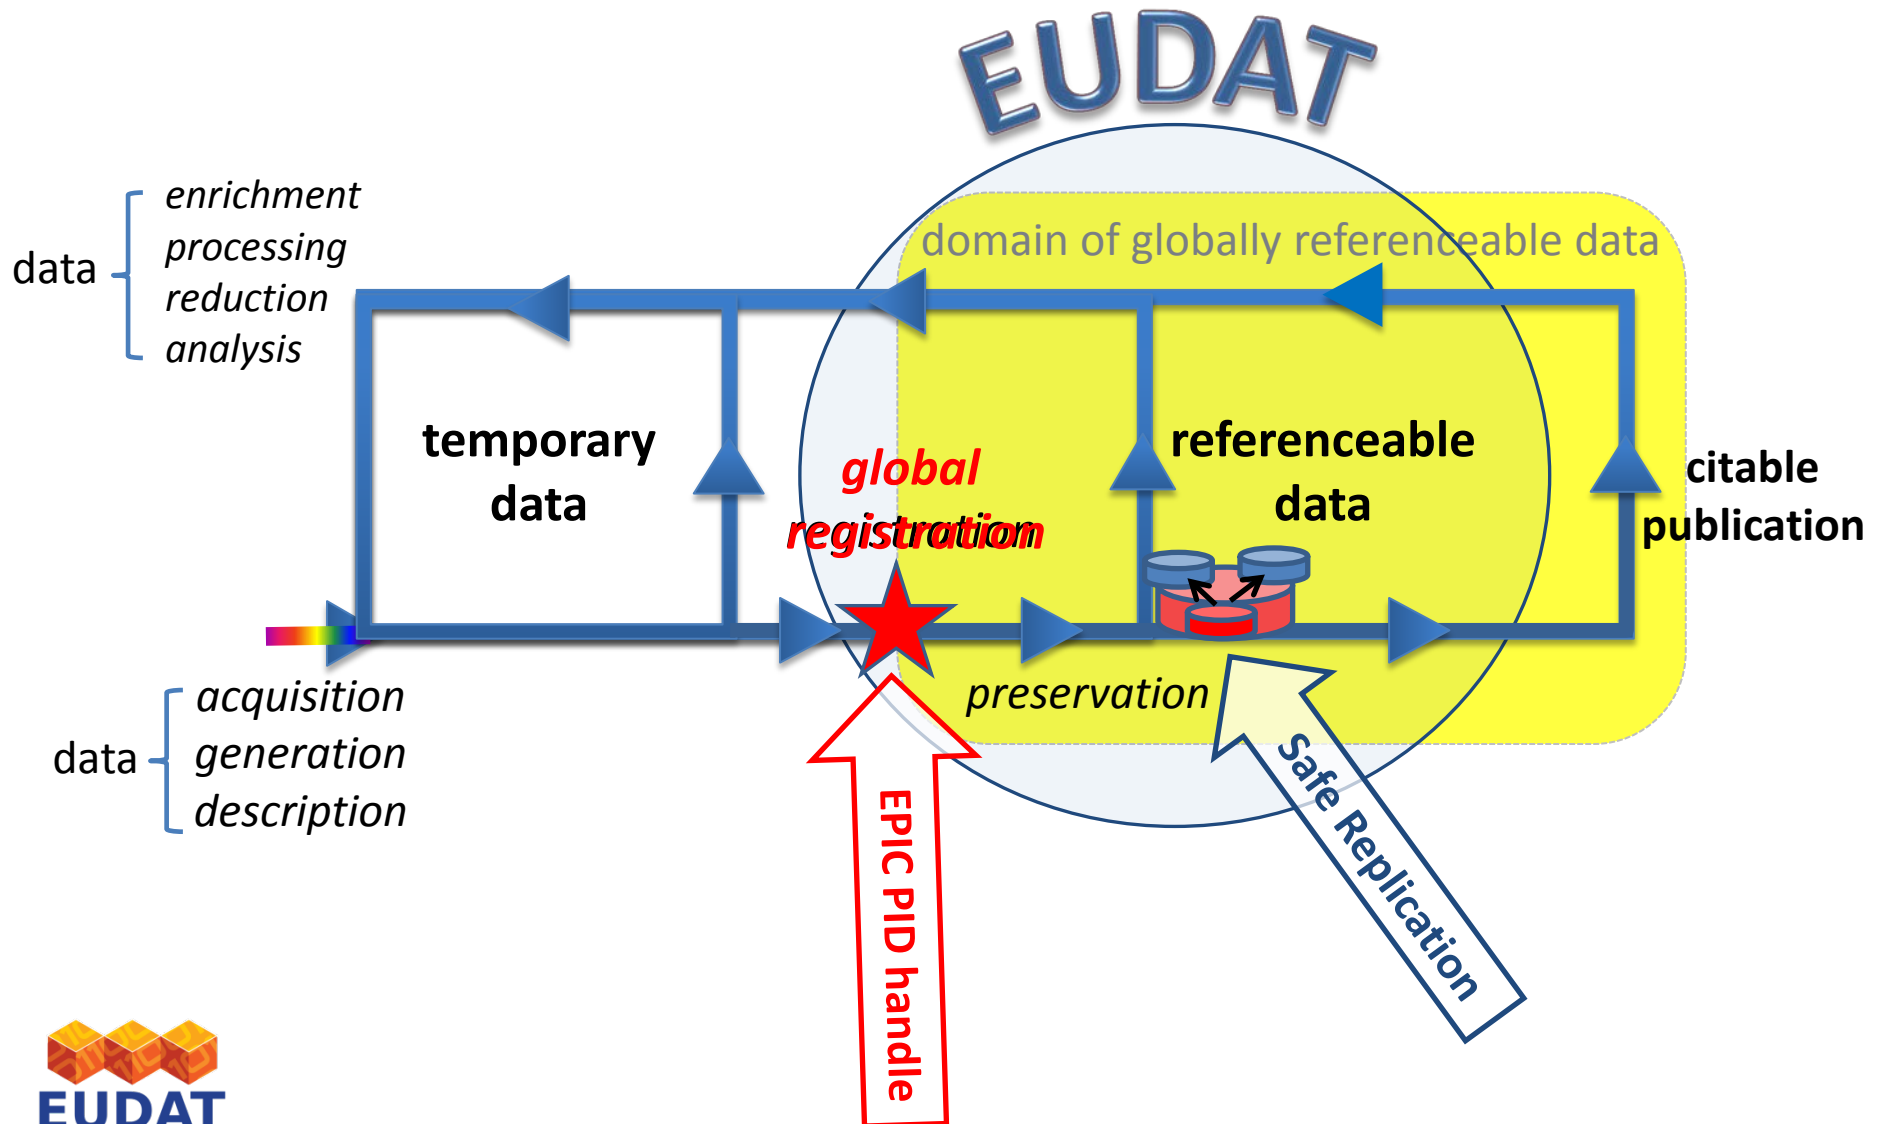 EUDAT
enrichment
processing
data
reduction
analysis
domain of globally referenceable data
temporary
data
global
registration
registration
referenceable
data
citable
publication
preservation
acquisition
data
generation
description
EPIC PID handle
Safe Replication
EUDAT